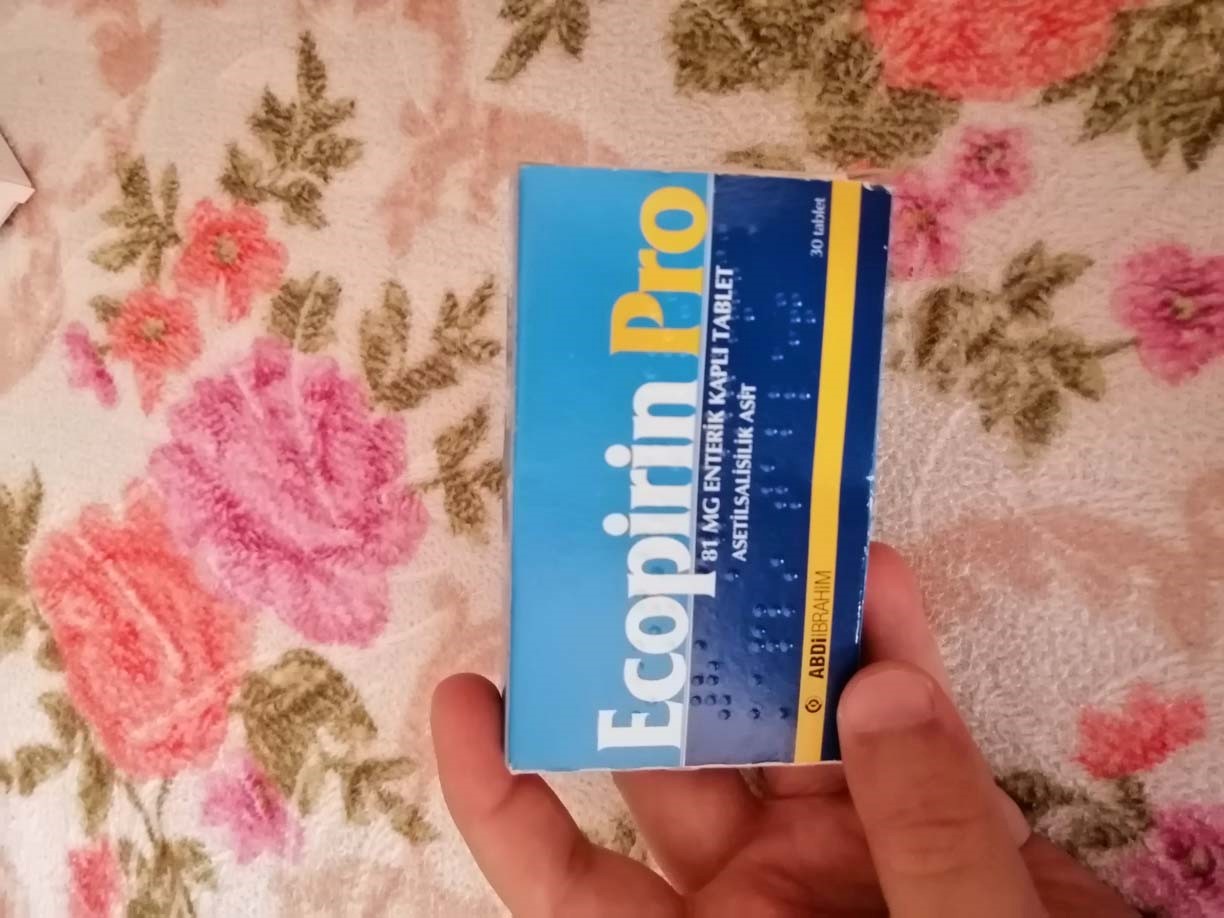 Ecopirin Pro
81 MG ENTERİK KAPLI TABLET
ASETİLSALİSİLİK ASİT
30 tablet
ABDİ İBRAHİM